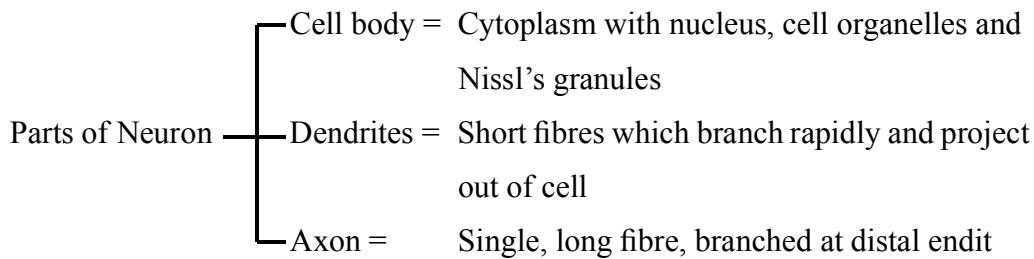 Cell body = Cytoplasm with nucleus, cell organelles and
Nissl’s granules
Parts of Neuron Dendrites = Short fibres which branch rapidly and project
out of cell
Axon = Single, long fibre, branched at distal endit